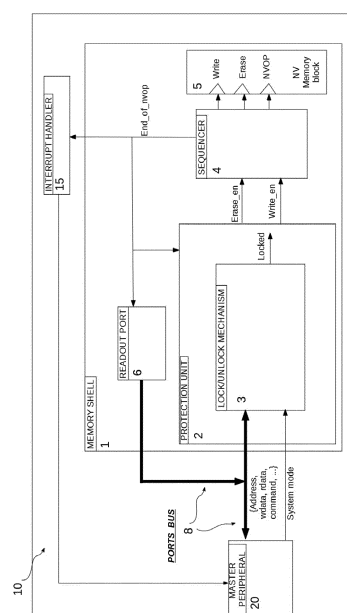 10
INTERRUPT HANDLER
15
MEMORY SHELL
1
End_of_nvop
READOUT PORT
6
PROTECTION UNIT
2
LOCK/UNLOCK MECHANISM
3
Locked
Erase_en
Write_en
SEQUENCER
4
5
Write
Erase
NVOP
NV
Memory
block
PORTS_BUS
8
{Address,
wdata, rdata,
command, ...}
System mode
MASTER
PERIPHERAL
20